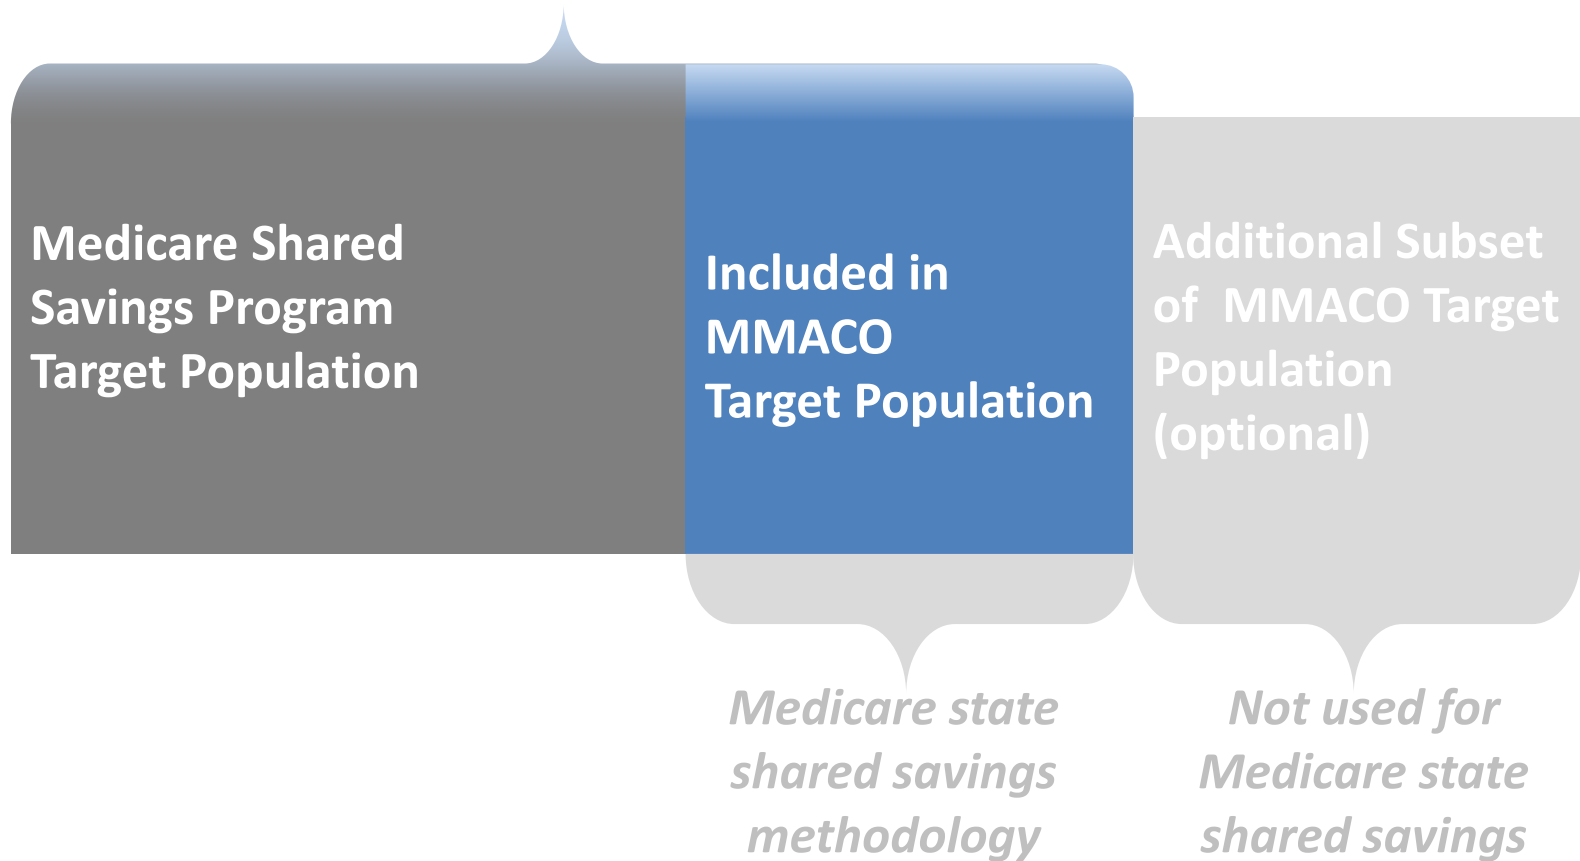 Medicare Shared
Savings Program
Target Population
Included in
MMACO
Target Population
Additional Subset
of  MMACO Target
Population
(optional)
Medicare state
shared savings
methodology
Not used for
Medicare state
shared savings